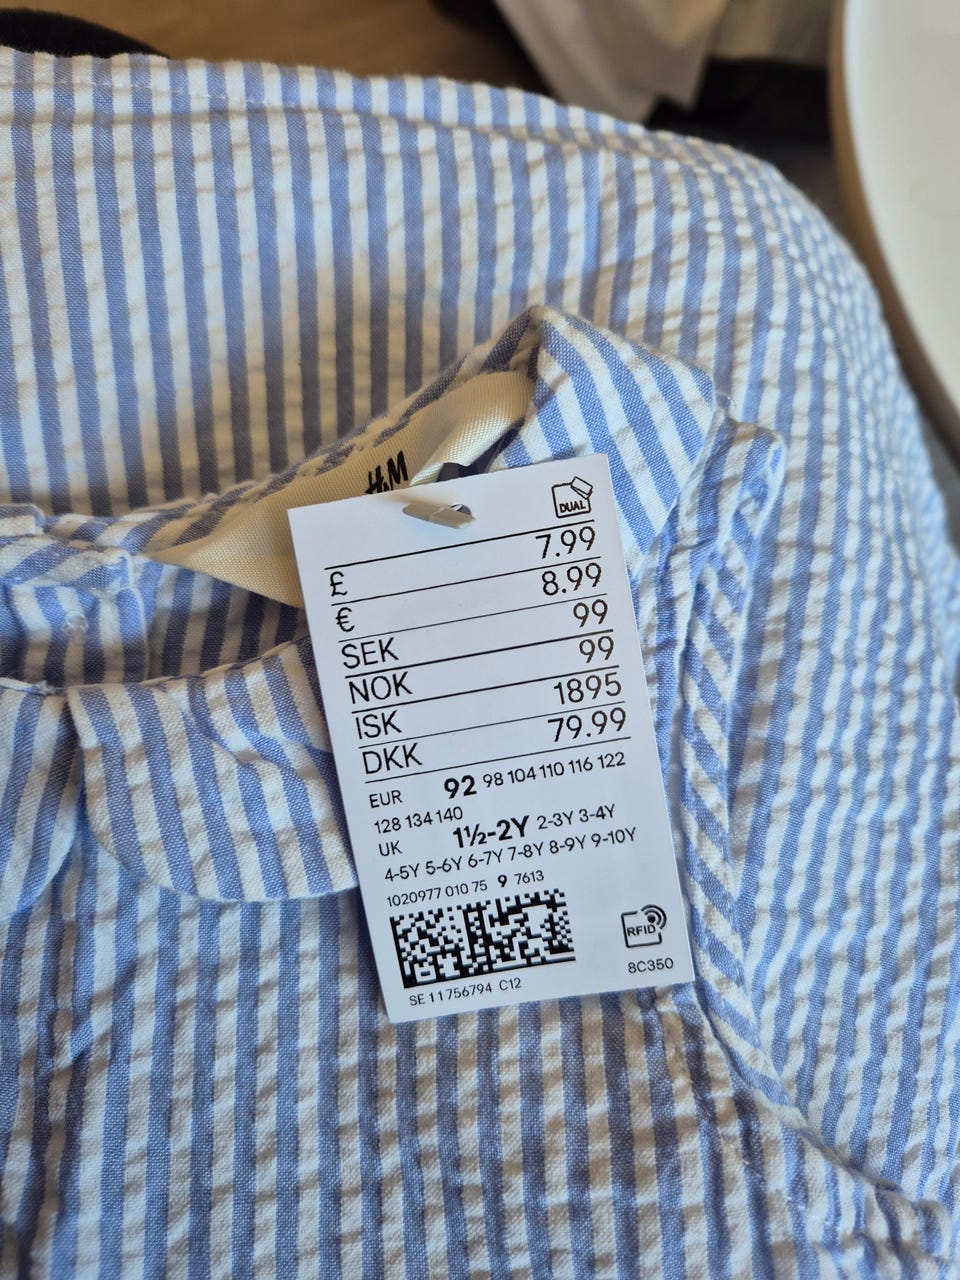 H&M
DUAL
£ 7.99
€ 8.99
SEK 99
NOK 99
ISK 1895
DKK 79.99
EUR 92 98 104 110 116 122
128 134 140
UK 1½-2Y 2-3Y 3-4Y
4-5Y 5-6Y 6-7Y 7-8Y 8-9Y 9-10Y
1020977 010 75 9 7613
RFID
8C350
SE 11756794 C12